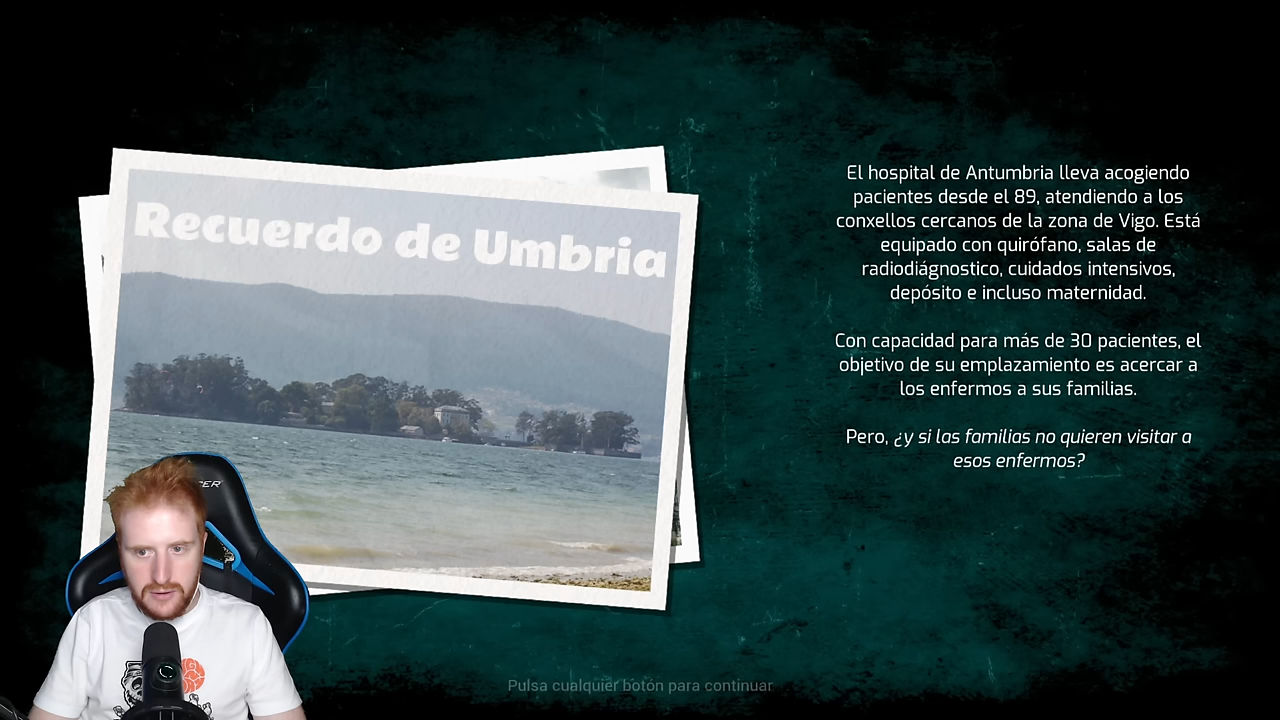 Recuerdo de Umbria
El hospital de Antumbria lleva acogiendo
pacientes desde el 89, atendiendo a los
conxellos cercanos de la zona de Vigo. Está
equipado con quirófano, salas de
radiodiágnostico, cuidados intensivos,
depósito e incluso maternidad.
Con capacidad para más de 30 pacientes, el
objetivo de su emplazamiento es acercar a
los enfermos a sus familias.
Pero, ¿y si las familias no quieren visitar a
esos enfermos?
Pulsa cualquier botón para continuar